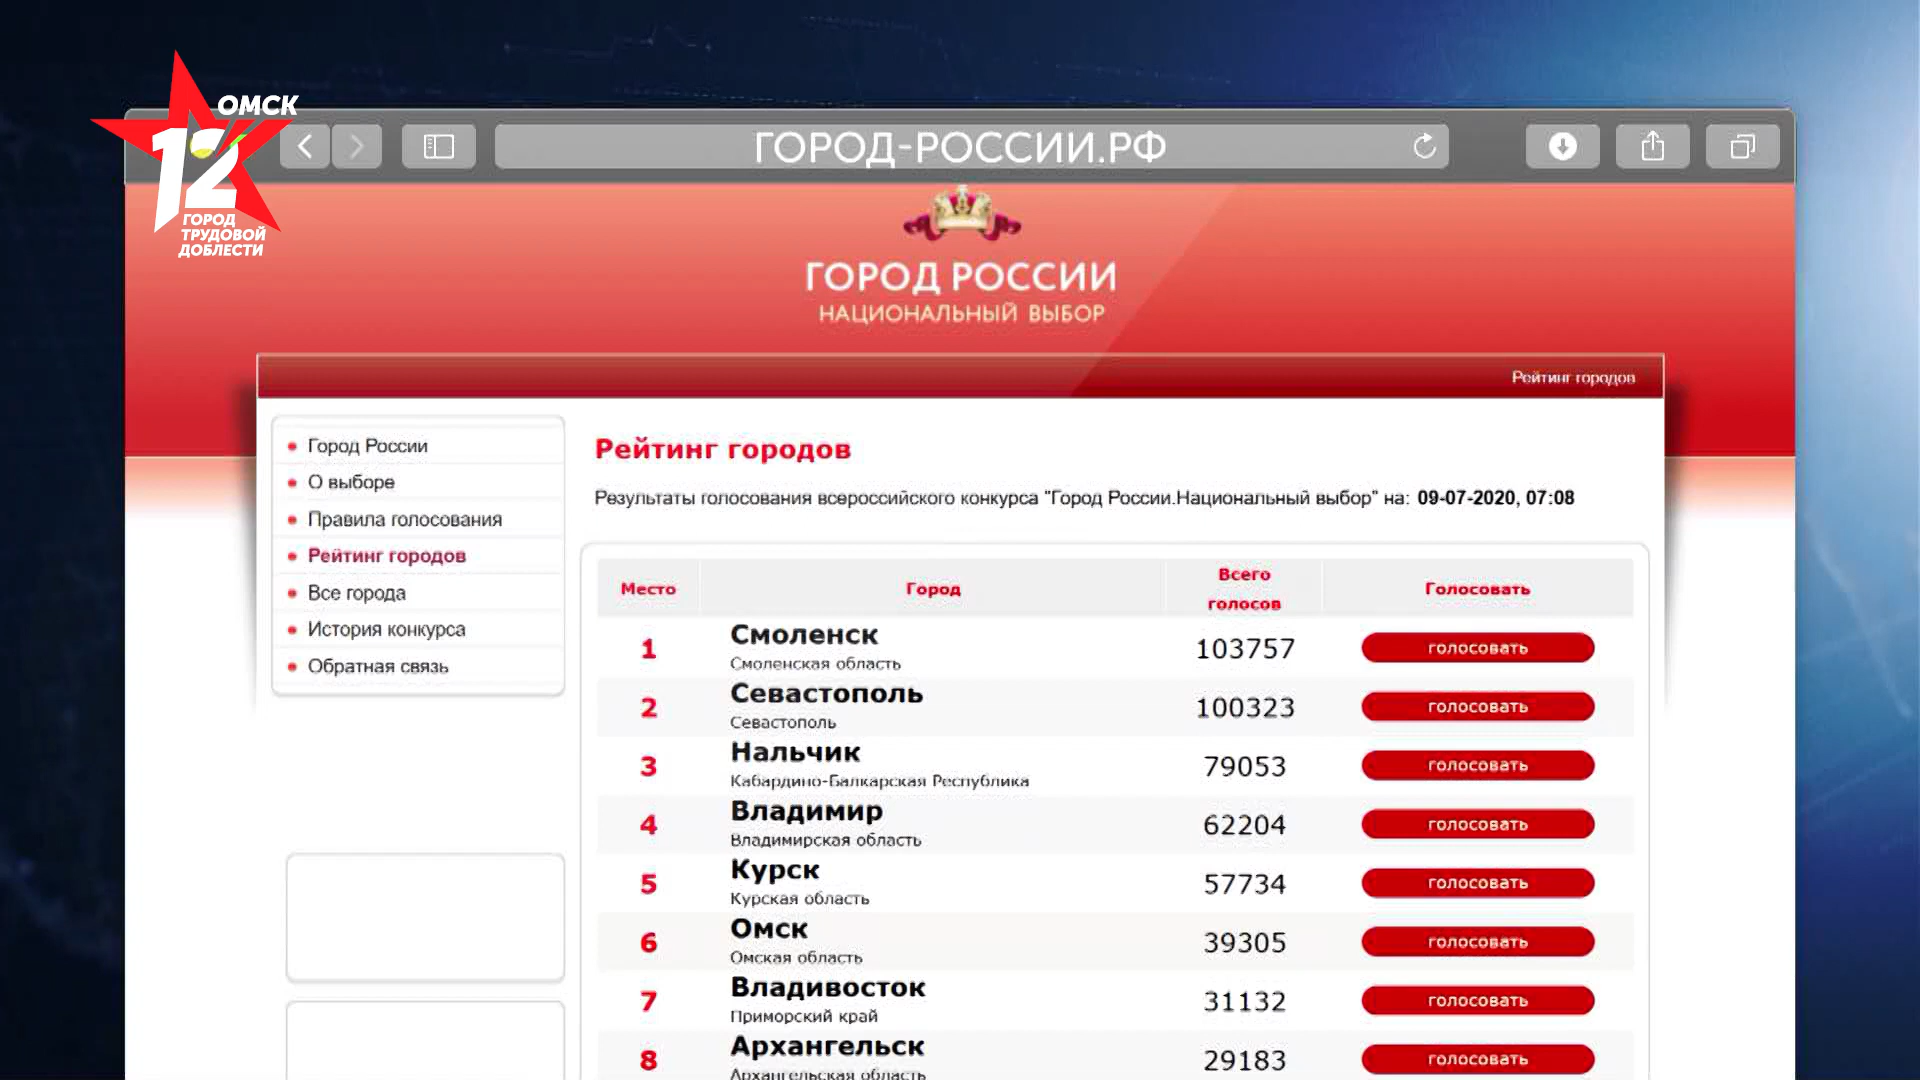 ОМСК
12
ГОРОД
ТРУДОВОЙ
ДОБЛЕСТИ
ГОРОД-РОССИИ.РФ
ГОРОД РОССИИ
НАЦИОНАЛЬНЫЙ ВЫБОР
Рейтинг городов
Город России
О выборе
Правила голосования
Рейтинг городов
Все города
История конкурса
Обратная связь
Рейтинг городов
Результаты голосования всероссийского конкурса "Город России.Национальный выбор" на: 09-07-2020, 07:08
Место Город Всего голосов Голосовать
1 Смоленск 103757 голосовать
Смоленская область
2 Севастополь 100323 голосовать
Севастополь
3 Нальчик 79053 голосовать
Кабардино-Балкарская Республика
4 Владимир 62204 голосовать
Владимирская область
5 Курск 57734 голосовать
Курская область
6 Омск 39305 голосовать
Омская область
7 Владивосток 31132 голосовать
Приморский край
8 Архангельск 29183 голосовать
Архангельская область